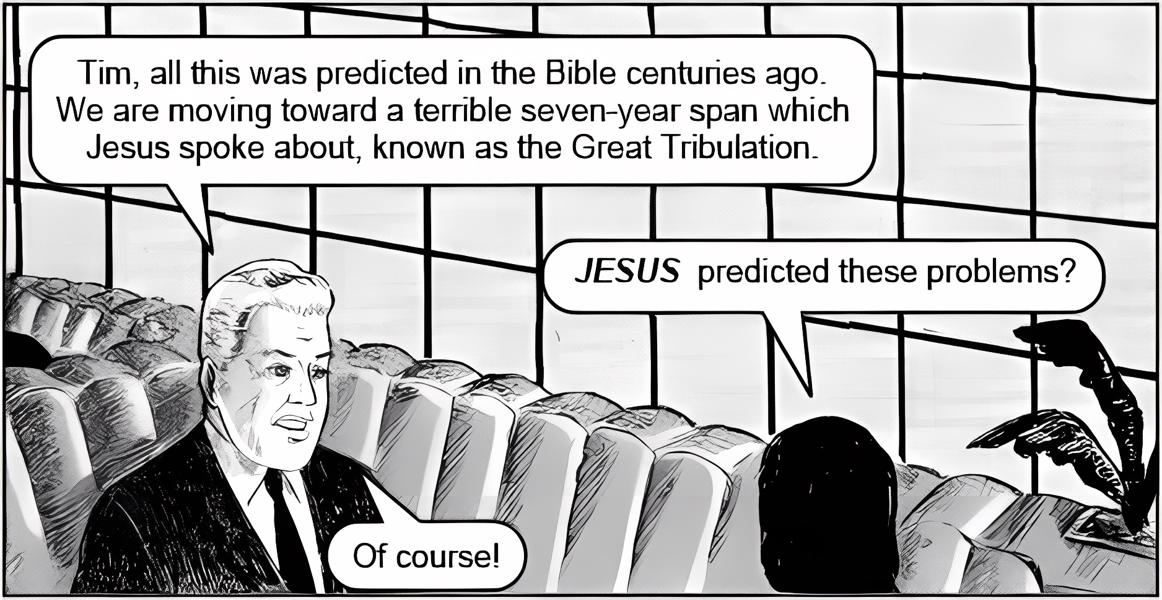 Tim, all this was predicted in the Bible centuries ago.
We are moving toward a terrible seven-year span which
Jesus spoke about, known as the Great Tribulation.
JESUS predicted these problems?
Of course!